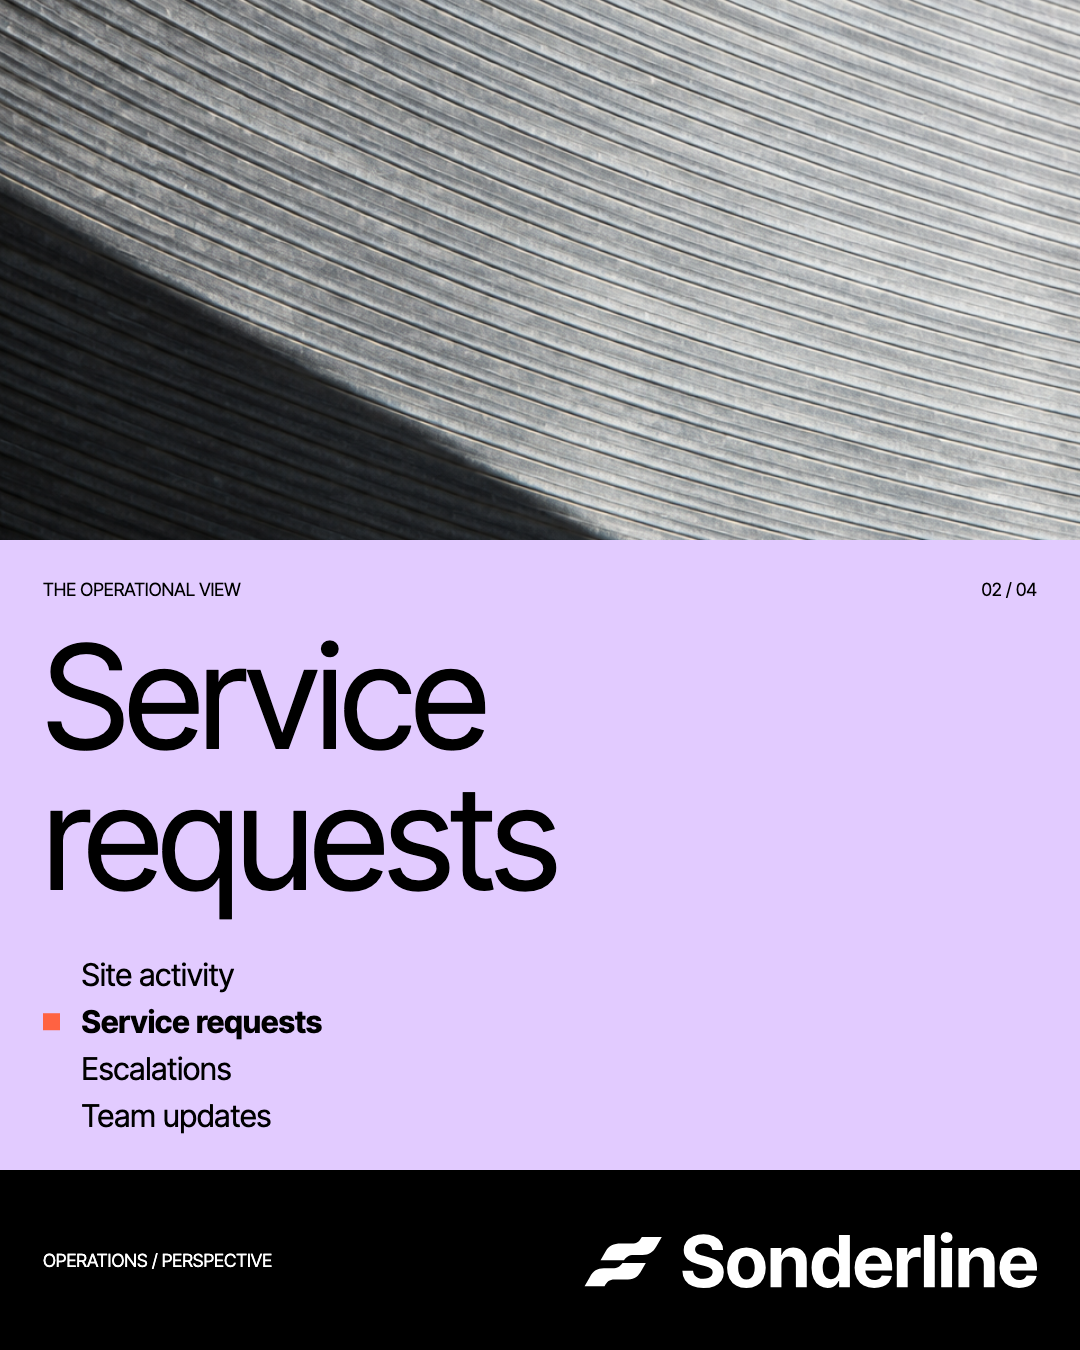 THE OPERATIONAL VIEW
02 / 04
Service
requests
Site activity
Service requests
Escalations
Team updates
OPERATIONS / PERSPECTIVE
Sonderline